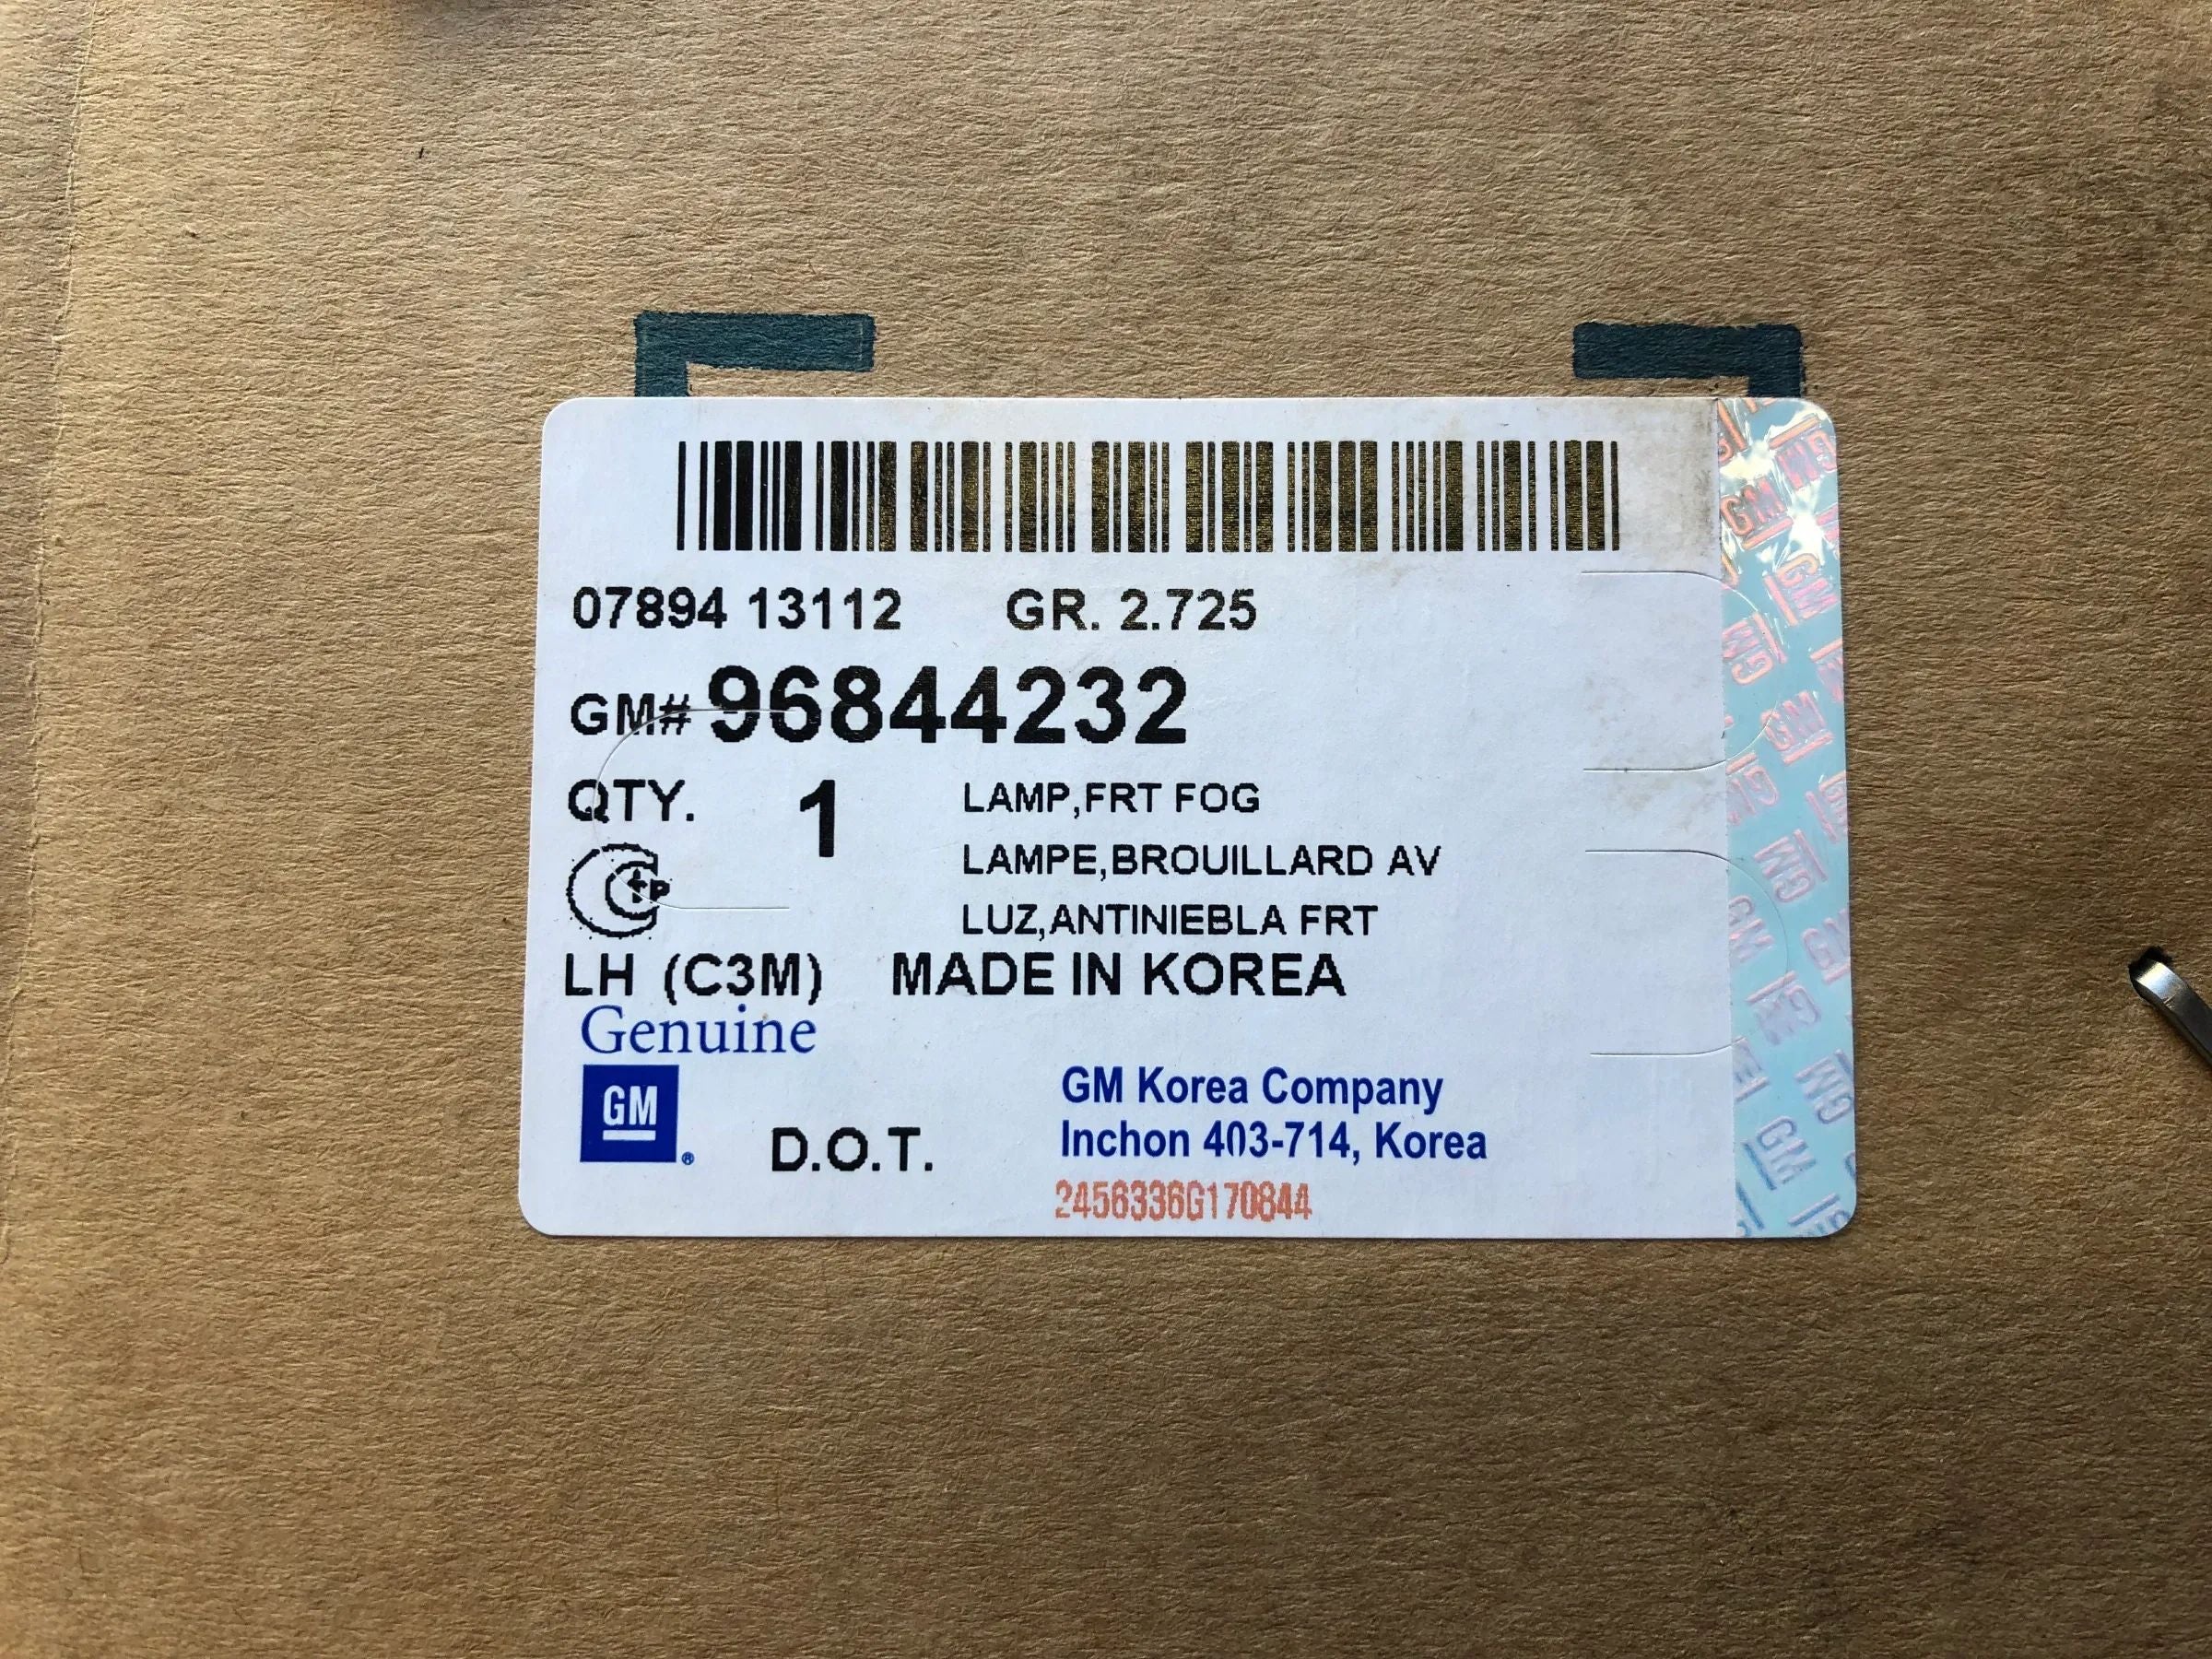 07894 13112 GR. 2.725
GM# 96844232
QTY. 1 LAMP,FRT FOG
LAMPE,BROUILLARD AV
LUZ,ANTINIEBLA FRT
LH (C3M) MADE IN KOREA
Genuine
GM ®
D.O.T.
GM Korea Company
Inchon 403-714, Korea
2456336G170844